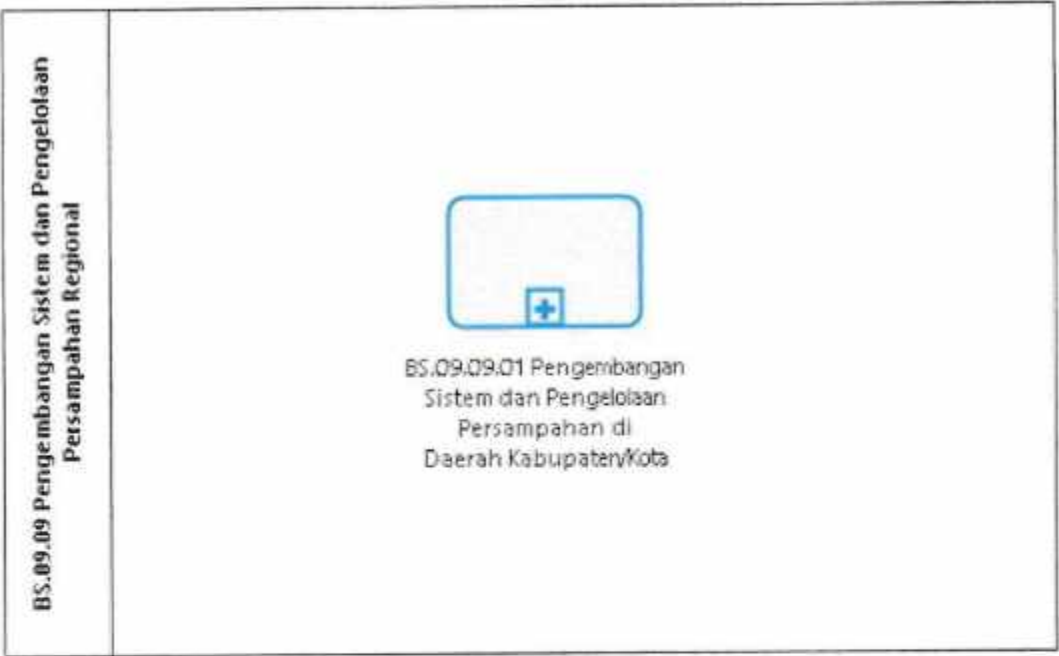 BS.09.09 Pengembangan Sistem dan Pengelolaan
Persampahan Regional
BS.09.09.01 Pengembangan
Sistem dan Pengelolaan
Persampahan di
Daerah Kabupaten/Kota